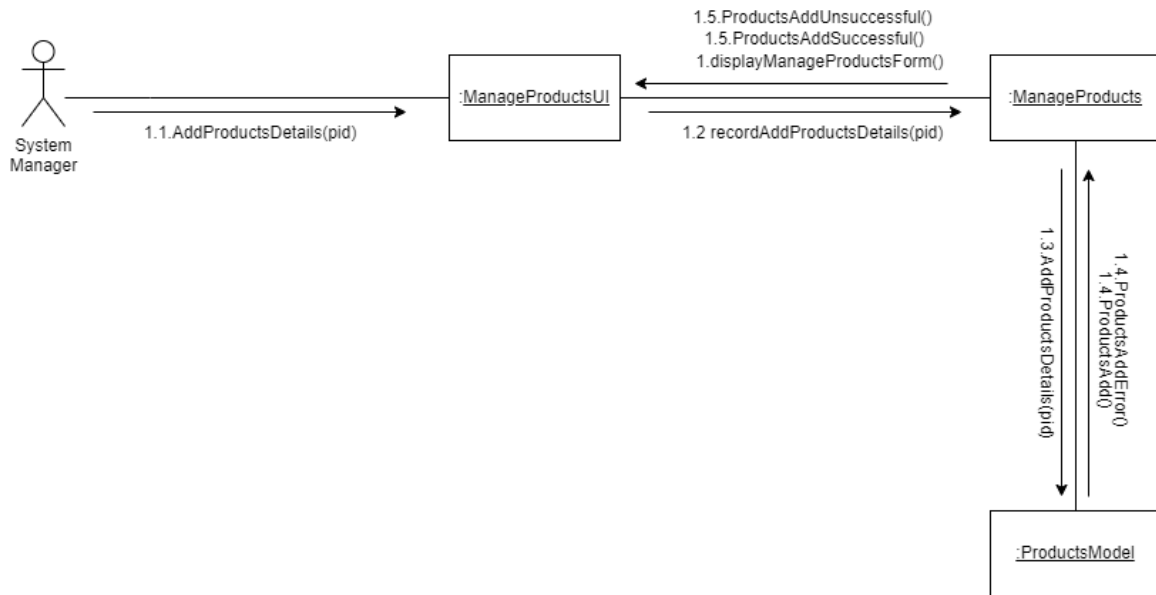 1.5.ProductsAddUnsuccessful()
1.5.ProductsAddSuccessful()
1.displayManageProductsForm()
:ManageProductsUI
:ManageProducts
1.1.AddProductsDetails(pid)
1.2 recordAddProductsDetails(pid)
System
Manager
1.3.AddProductsDetails(pid)
1.4.ProductsAddError()
1.4.ProductsAdd()
:ProductsModel